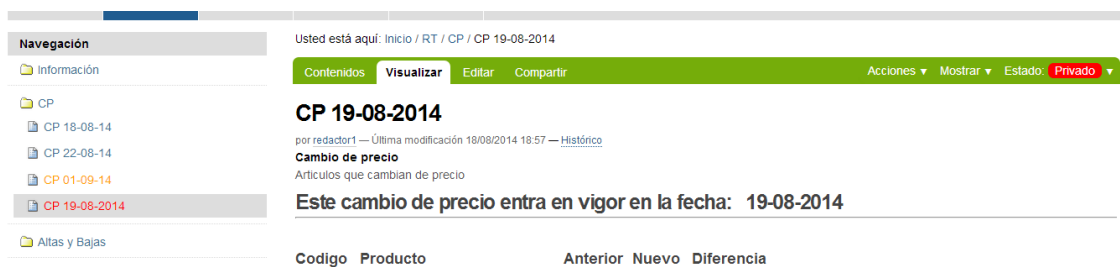 Navegación
Información
CP
CP 18-08-14
CP 22-08-14
CP 01-09-14
CP 19-08-2014
Altas y Bajas
Usted está aquí: Inicio / RT / CP / CP 19-08-2014
Contenidos Visualizar Editar Compartir Acciones ▼ Mostrar ▼ Estado: Privado ▼
CP 19-08-2014
por redactor1 — Última modificación 18/08/2014 18:57 — Histórico
Cambio de precio
Articulos que cambian de precio
Este cambio de precio entra en vigor en la fecha: 19-08-2014
Codigo Producto Anterior Nuevo Diferencia